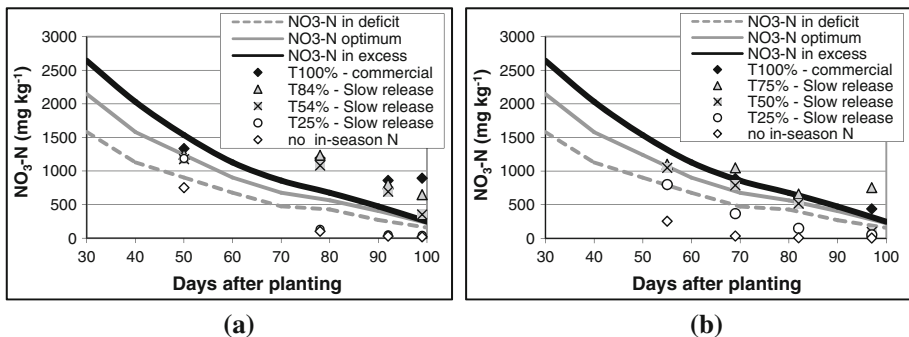 NO3-N in deficit
NO3-N optimum
NO3-N in excess
T100% - commercial
T84% - Slow release
T54% - Slow release
T25% - Slow release
no in-season N
3000
2500
2000
1500
1000
500
0
NO₃-N (mg kg⁻¹)
30 40 50 60 70 80 90 100
Days after planting
(a)
NO3-N in deficit
NO3-N optimum
NO3-N in excess
T100% - commercial
T75% - Slow release
T50% - Slow release
T25% - Slow release
no in-season N
3000
2500
2000
1500
1000
500
0
NO₃-N (mg kg⁻¹)
30 40 50 60 70 80 90 100
Days after planting
(b)